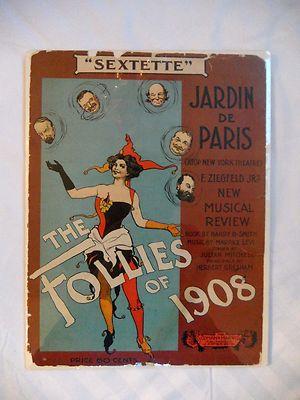 "SEXTETTE"
JARDIN
DE
PARIS
(ATOP NEW YORK THEATRE)
F. ZIEGFELD JR'S
NEW
MUSICAL
REVIEW
BOOK BY HARRY B. SMITH
MUSIC BY MAURICE LEVI
JULIAN MITCHELL
HERBERT GRESHAM
THE
FOLLIES
OF
1908
PRICE 60 CENTS